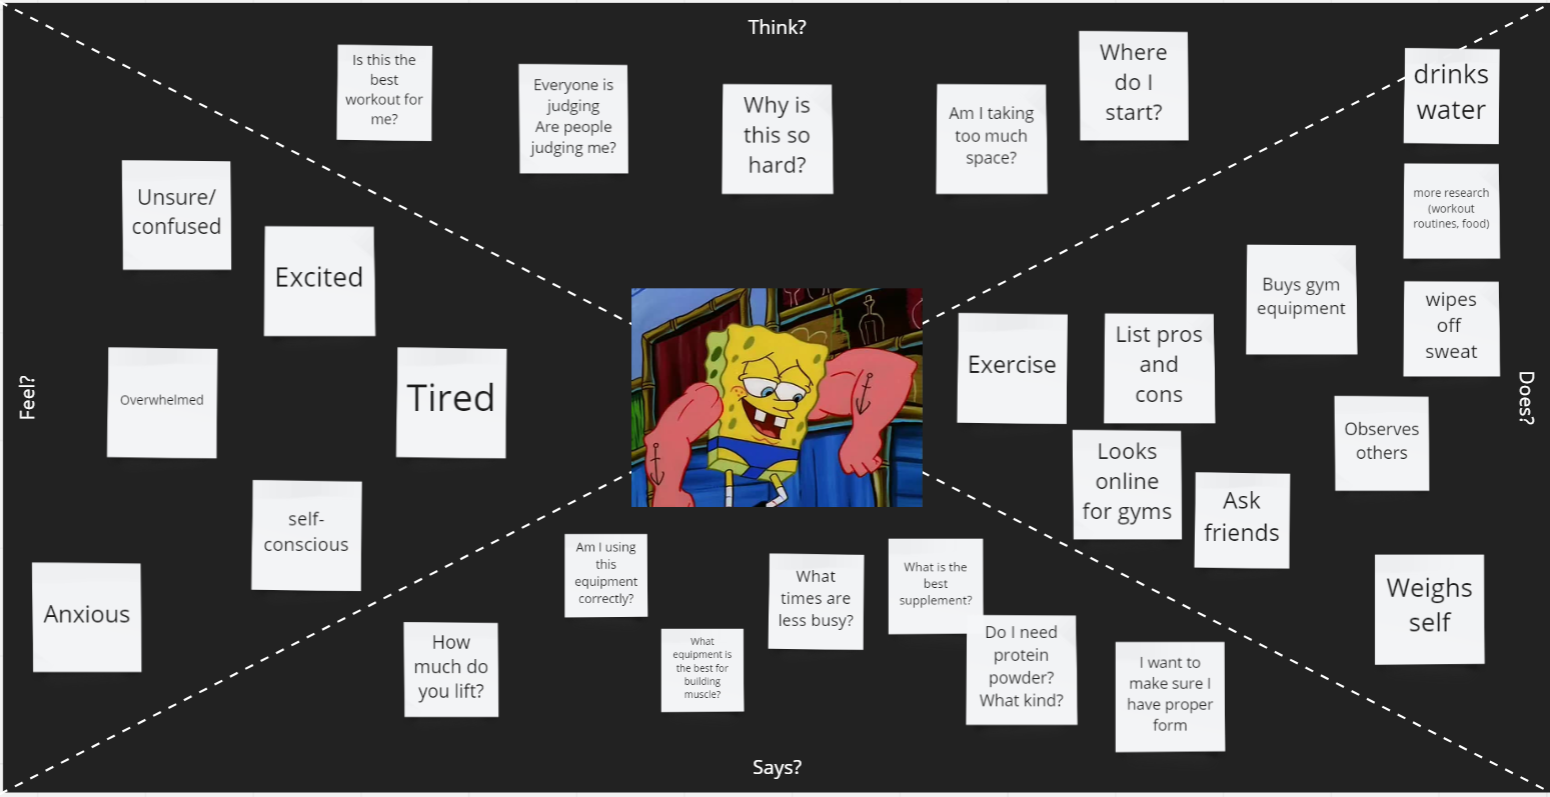 Think?
Is this the
best
workout for
me?
Everyone is
judging
Are people
judging me?
Why is
this so
hard?
Am I taking
too much
space?
Where
do I
start?
Feel?
Unsure/
confused
Excited
Overwhelmed
Tired
self-
conscious
Anxious
Does?
drinks
water
more research
(workout
routines, food)
Buys gym
equipment
wipes
off
sweat
Exercise
List pros
and
cons
Observes
others
Looks
online
for gyms
Ask
friends
Weighs
self
Says?
How
much do
you lift?
Am I using
this
equipment
correctly?
What
equipment is
the best for
building
muscle?
What
times are
less busy?
What is the
best
supplement?
Do I need
protein
powder?
What kind?
I want to
make sure I
have proper
form